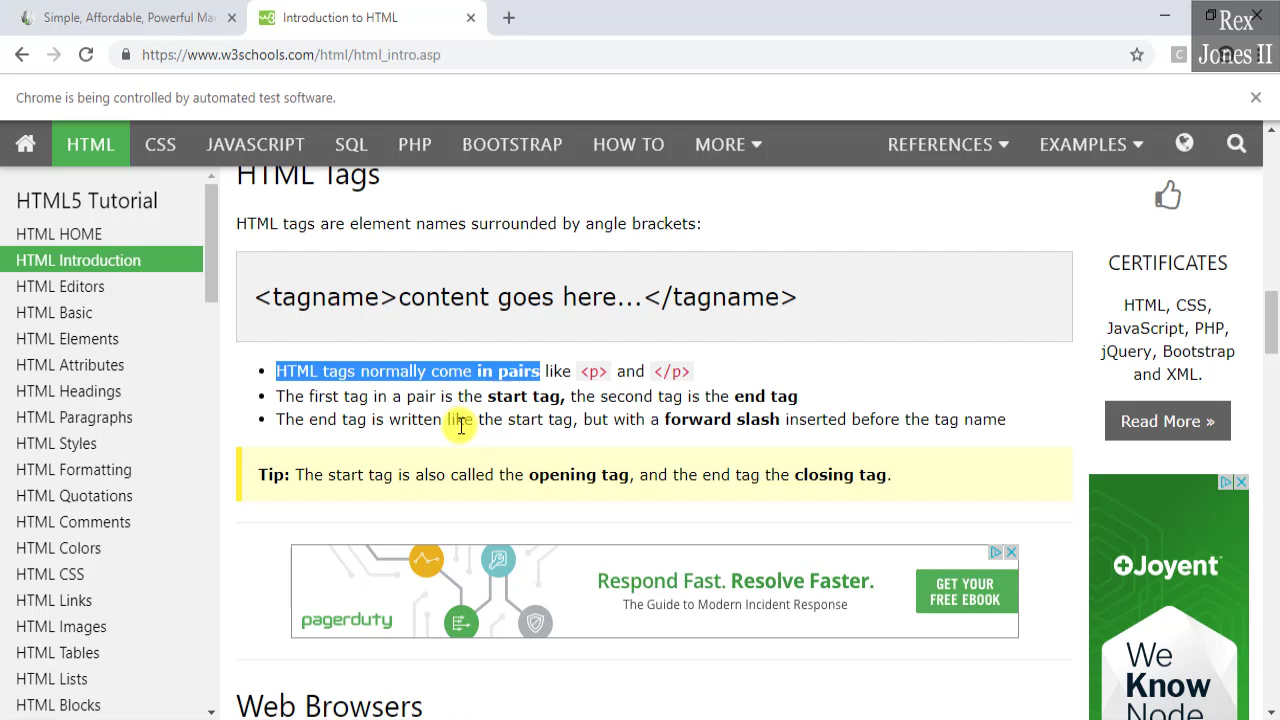 Simple, Affordable, Powerful Ma
Introduction to HTML
Rex
Jones II
https://www.w3schools.com/html/html_intro.asp
C
Chrome is being controlled by automated test software.
HTML CSS JAVASCRIPT SQL PHP BOOTSTRAP HOW TO MORE REFERENCES EXAMPLES
HTML5 Tutorial
HTML HOME
HTML Introduction
HTML Editors
HTML Basic
HTML Elements
HTML Attributes
HTML Headings
HTML Paragraphs
HTML Styles
HTML Formatting
HTML Quotations
HTML Comments
HTML Colors
HTML CSS
HTML Links
HTML Images
HTML Tables
HTML Lists
HTML Blocks
HTML Tags
HTML tags are element names surrounded by angle brackets:
<tagname>content goes here...</tagname>
• HTML tags normally come in pairs like <p> and </p>
• The first tag in a pair is the start tag, the second tag is the end tag
• The end tag is written like the start tag, but with a forward slash inserted before the tag name
Tip: The start tag is also called the opening tag, and the end tag the closing tag.
pagerduty
Respond Fast. Resolve Faster.
The Guide to Modern Incident Response
GET YOUR
FREE EBOOK
Web Browsers
CERTIFICATES
HTML, CSS,
JavaScript, PHP,
jQuery, Bootstrap
and XML.
Read More »
Joyent
We
Know
Node